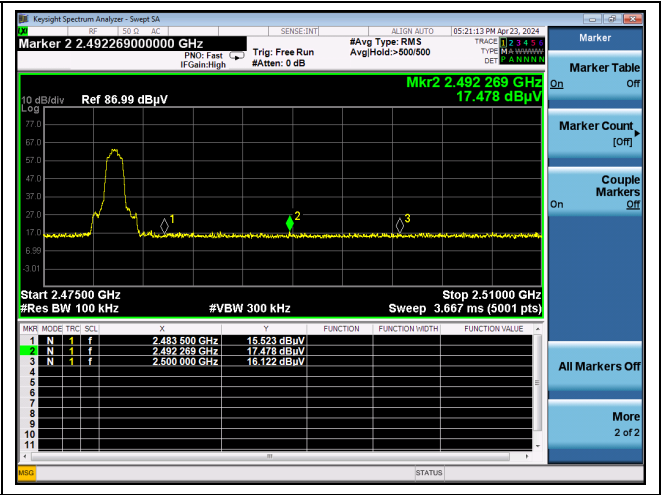 Keysight Spectrum Analyzer - Swept SA
LXI RF 50 Ω AC SENSE:INT ALIGN AUTO 05:21:13 PM Apr 23, 2024
Marker 2 2.492269000000 GHz
PNO: Fast
IFGain:High
Trig: Free Run
#Atten: 0 dB
#Avg Type: RMS
Avg|Hold:>500/500
TRACE 1 2 3 4 5 6
TYPE M A W W W W
DET P A N N N N
Mkr2 2.492 269 GHz
17.478 dBµV
10 dB/div Ref 86.99 dBµV
Log
77.0
67.0
57.0
47.0
37.0
27.0
17.0
6.99
-3.01
1
2
3
Start 2.47500 GHz
Stop 2.51000 GHz
#Res BW 100 kHz
#VBW 300 kHz
Sweep 3.667 ms (5001 pts)
MKR MODE TRC SCL X Y FUNCTION FUNCTION WIDTH FUNCTION VALUE
1 N 1 f 2.483 500 GHz 15.523 dBµV
2 N 1 f 2.492 269 GHz 17.478 dBµV
3 N 1 f 2.500 000 GHz 16.122 dBµV
4
5
6
7
8
9
10
11
MSG
STATUS
Marker
Marker Table
On Off
Marker Count
[Off]
Couple
Markers
On Off
All Markers Off
More
2 of 2